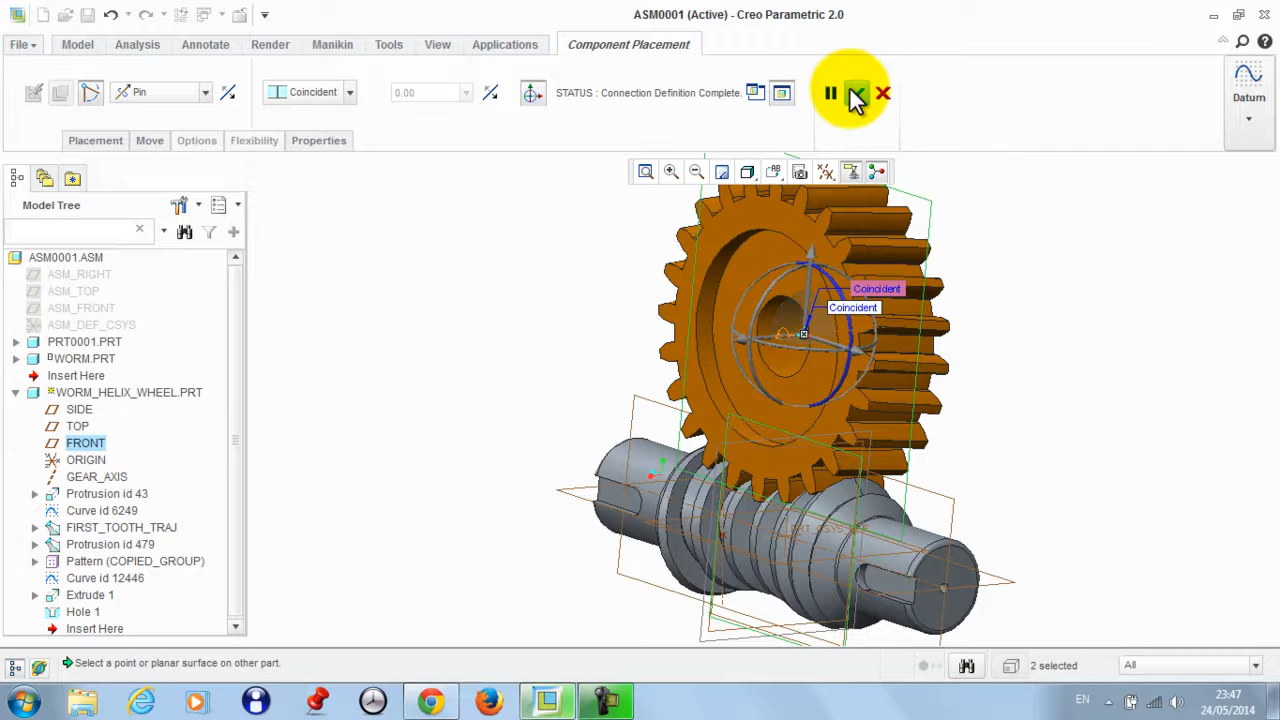 ASM0001 (Active) - Creo Parametric 2.0
File Model Analysis Annotate Render Manikin Tools View Applications Component Placement
Pin Coincident 0.00 STATUS : Connection Definition Complete.
Datum
Placement Move Options Flexibility Properties
Model Tree
ASM0001.ASM
ASM_RIGHT
ASM_TOP
ASM_FRONT
ASM_DEF_CSYS
PRT0001.PRT
WORM.PRT
Insert Here
WORM_HELIX_WHEEL.PRT
SIDE
TOP
FRONT
ORIGIN
GEAR_AXIS
Protrusion id 43
Curve id 6249
FIRST_TOOTH_TRAJ
Protrusion id 479
Pattern (COPIED_GROUP)
Curve id 12446
Extrude 1
Hole 1
Insert Here
Coincident
Coincident
Select a point or planar surface on other part.
2 selected
All
EN
23:47
24/05/2014